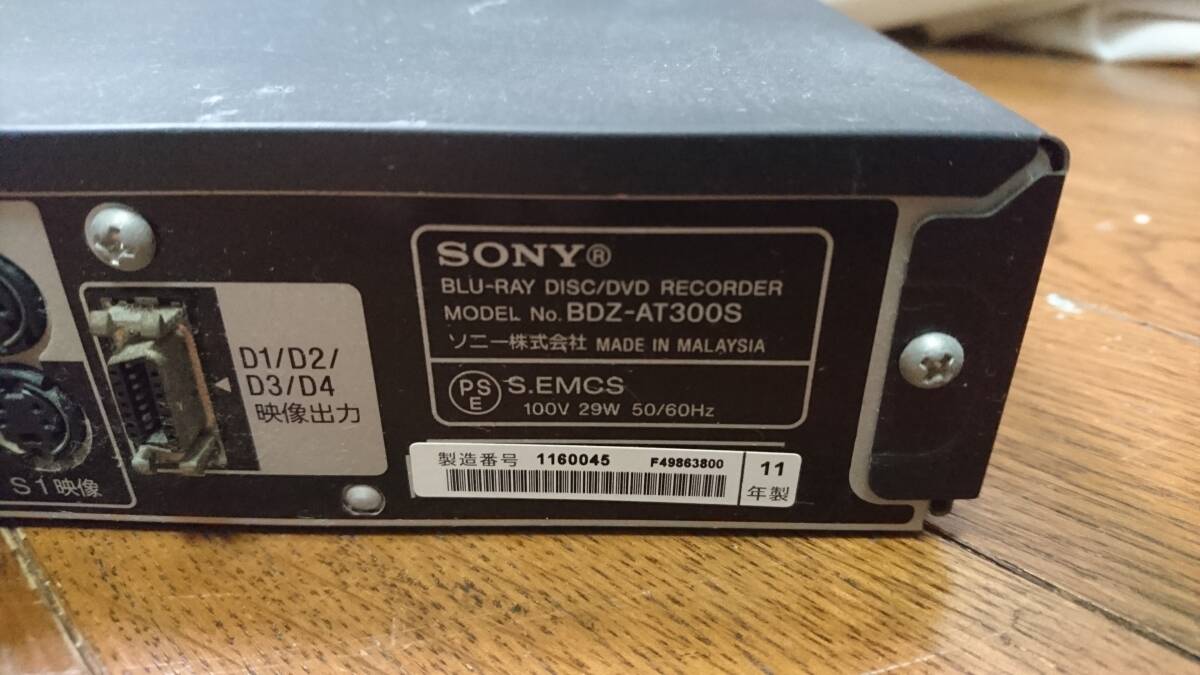 SONY®
BLU-RAY DISC/DVD RECORDER
MODEL No. BDZ-AT300S
ソニー株式会社 MADE IN MALAYSIA
PS
E
S.EMCS
100V 29W 50/60Hz
D1/D2/
D3/D4
映像出力
S1映像
製造番号 1160045 F49863800
11
年製